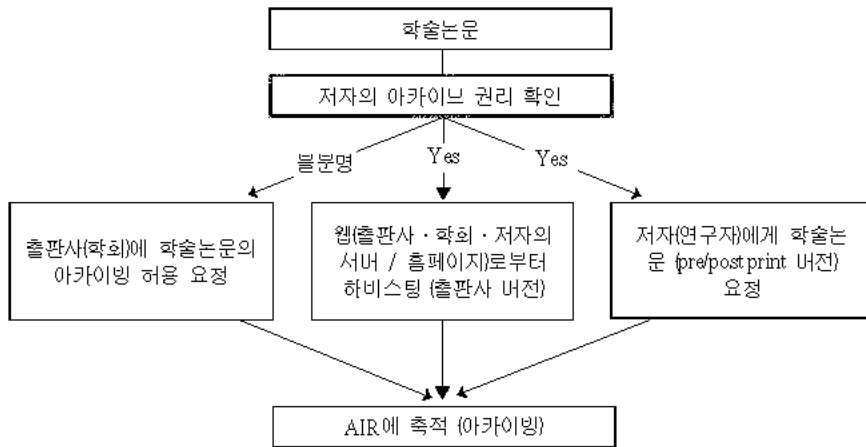 학술논문
저자의 아카이브 권리 확인
불분명
Yes
Yes
출판사(학회)에 학술논문의
아카이빙 허용 요청
웹(출판사·학회·저자의
서버 / 홈페이지)로부터
하비스팅 (출판사 버전)
저자(연구자)에게 학술논
문 (pre/postprint 버전)
요청
AIR에 축적 (아카이빙)